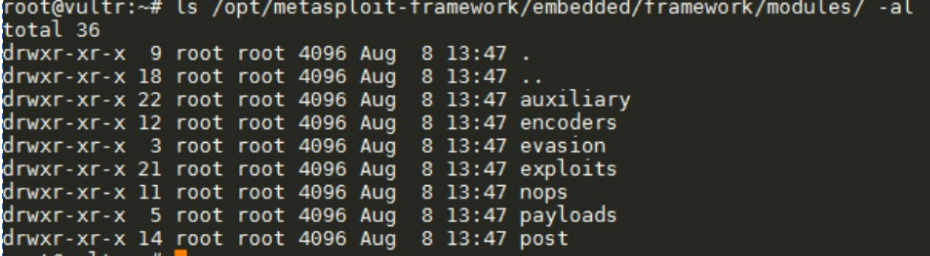 root@vultr:~# ls /opt/metasploit-framework/embedded/framework/modules/ -al
total 36
drwxr-xr-x  9 root root 4096 Aug  8 13:47 .
drwxr-xr-x 18 root root 4096 Aug  8 13:47 ..
drwxr-xr-x 22 root root 4096 Aug  8 13:47 auxiliary
drwxr-xr-x 12 root root 4096 Aug  8 13:47 encoders
drwxr-xr-x  3 root root 4096 Aug  8 13:47 evasion
drwxr-xr-x 21 root root 4096 Aug  8 13:47 exploits
drwxr-xr-x 11 root root 4096 Aug  8 13:47 nops
drwxr-xr-x  5 root root 4096 Aug  8 13:47 payloads
drwxr-xr-x 14 root root 4096 Aug  8 13:47 post